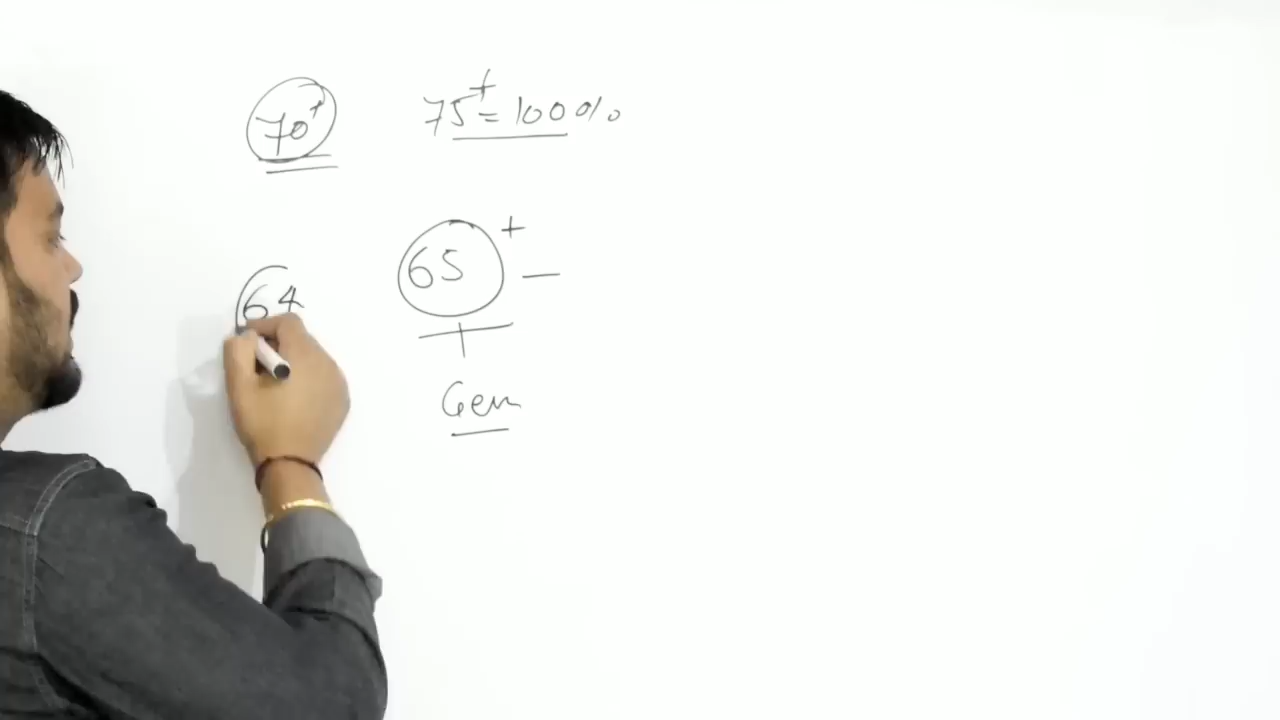 70+ 75+ = 100%
65 + -
64
Gen